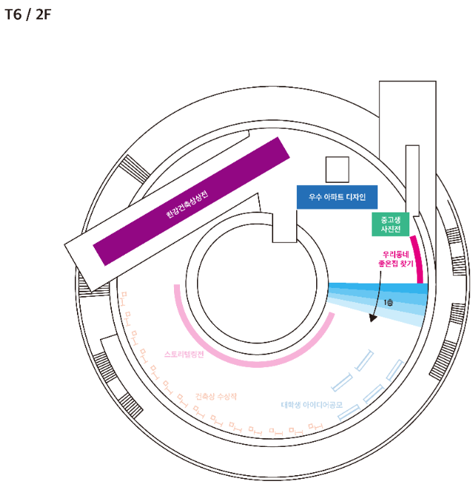 T6 / 2F
한강건축상상전
우수 아파트 디자인
중고생
사진전
우리동네
좋은집 찾기
1층
스토리텔링전
건축상 수상작
대학생 아이디어공모